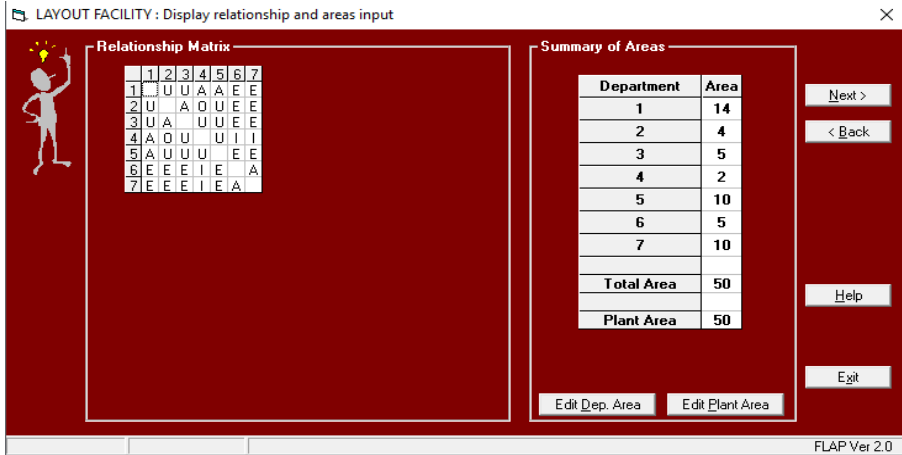 LAYOUT FACILITY : Display relationship and areas input
Relationship Matrix
1 2 3 4 5 6 7
1 U U A A E E
2 U A O U E E
3 U A U U E E
4 A O U U I I
5 A U U U E E
6 E E E I E A
7 E E E I E A
Summary of Areas
Department Area
1 14
2 4
3 5
4 2
5 10
6 5
7 10
Total Area 50
Plant Area 50
Edit Dep. Area Edit Plant Area
Next >
< Back
Help
Exit
FLAP Ver 2.0